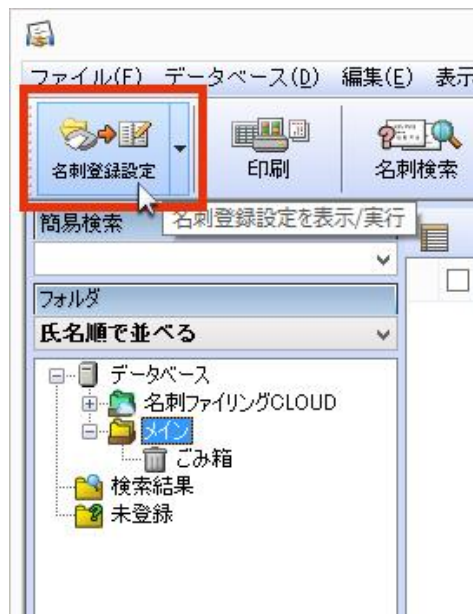 ファイル(F) データベース(D) 編集(E) 表示
名刺登録設定
印刷
名刺検索
名刺登録設定を表示/実行
簡易検索
フォルダ
氏名順で並べる
データベース
名刺ファイリングCLOUD
メイン
ごみ箱
検索結果
未登録